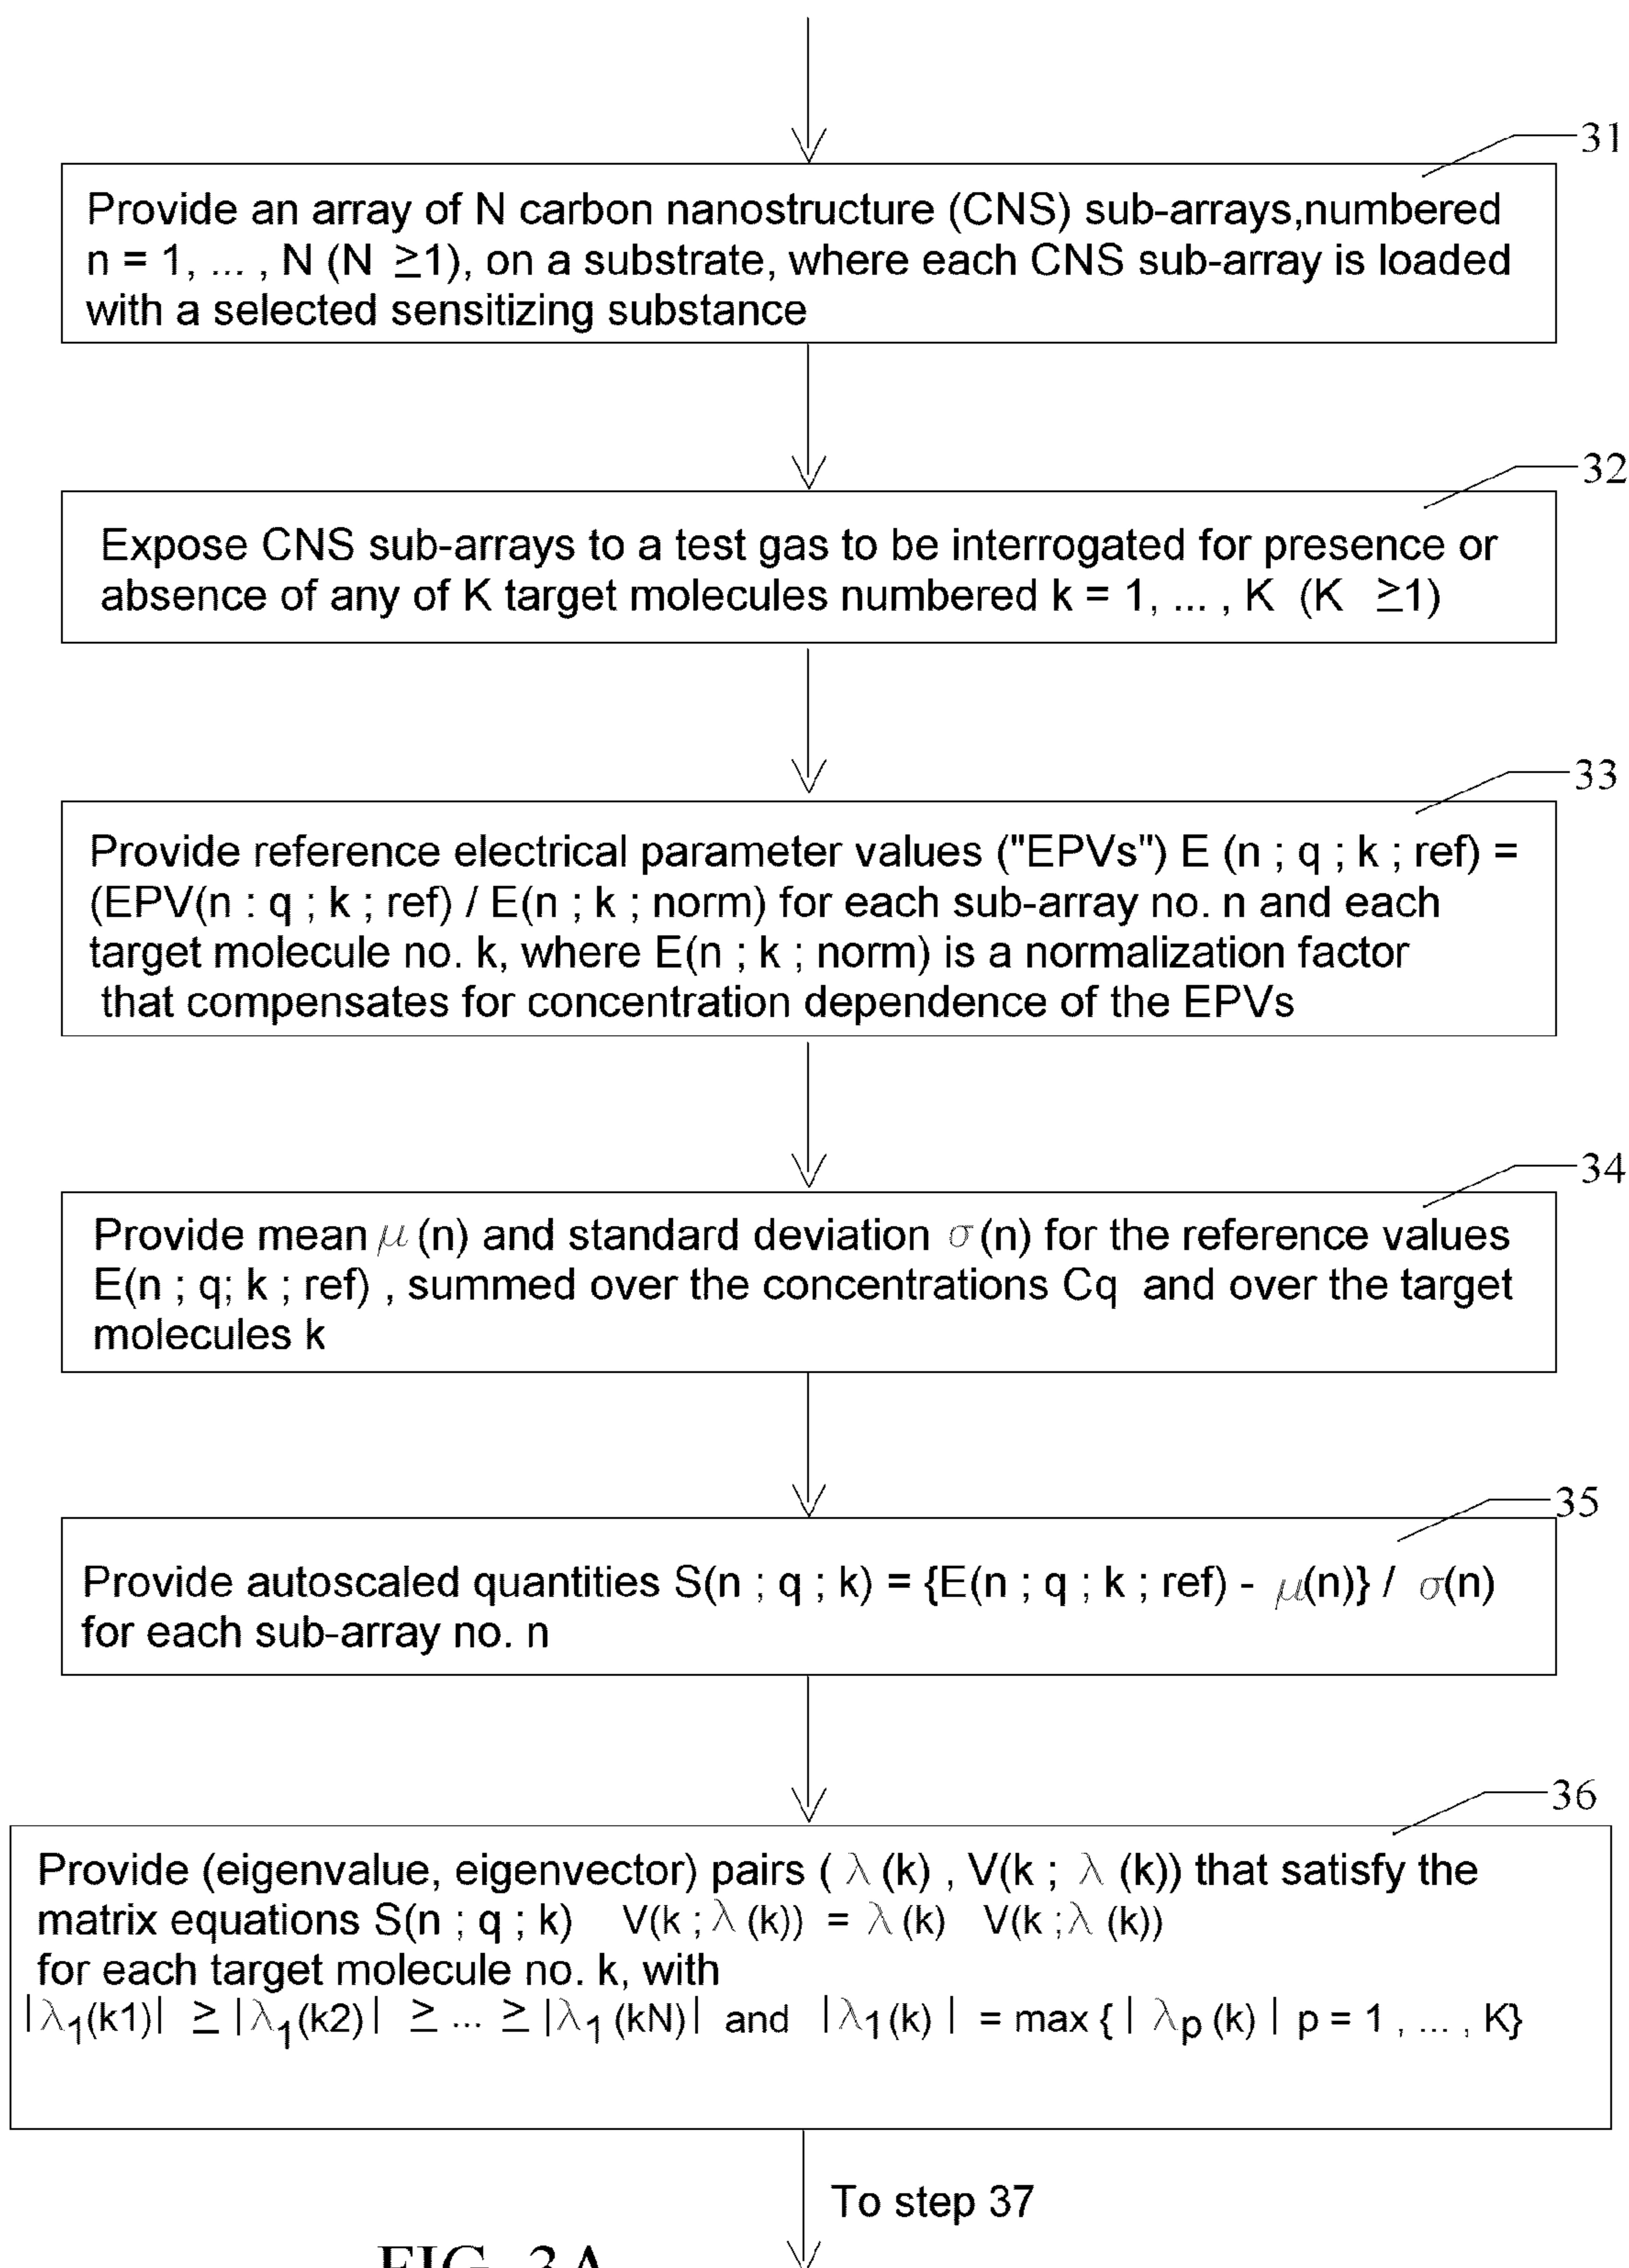 31
Provide an array of N carbon nanostructure (CNS) sub-arrays,numbered
n = 1, ... , N (N ≥1), on a substrate, where each CNS sub-array is loaded
with a selected sensitizing substance
32
Expose CNS sub-arrays to a test gas to be interrogated for presence or
absence of any of K target molecules numbered k = 1, ... , K (K ≥1)
33
Provide reference electrical parameter values ("EPVs") E (n ; q ; k ; ref) =
(EPV(n : q ; k ; ref) / E(n ; k ; norm) for each sub-array no. n and each
target molecule no. k, where E(n ; k ; norm) is a normalization factor
that compensates for concentration dependence of the EPVs
34
Provide mean μ (n) and standard deviation σ (n) for the reference values
E(n ; q; k ; ref) , summed over the concentrations Cq and over the target
molecules k
35
Provide autoscaled quantities S(n ; q ; k) = {E(n ; q ; k ; ref) - μ(n)} / σ(n)
for each sub-array no. n
36
Provide (eigenvalue, eigenvector) pairs ( λ (k) , V(k ; λ (k)) that satisfy the
matrix equations S(n ; q ; k) V(k ; λ (k)) = λ (k) V(k ; λ (k))
for each target molecule no. k, with
|λ₁(k1)| ≥ |λ₁(k2)| ≥ ... ≥ |λ₁ (kN)| and |λ₁(k) | = max { | λp (k) | p = 1 , ... , K}
To step 37
FIG. 3A